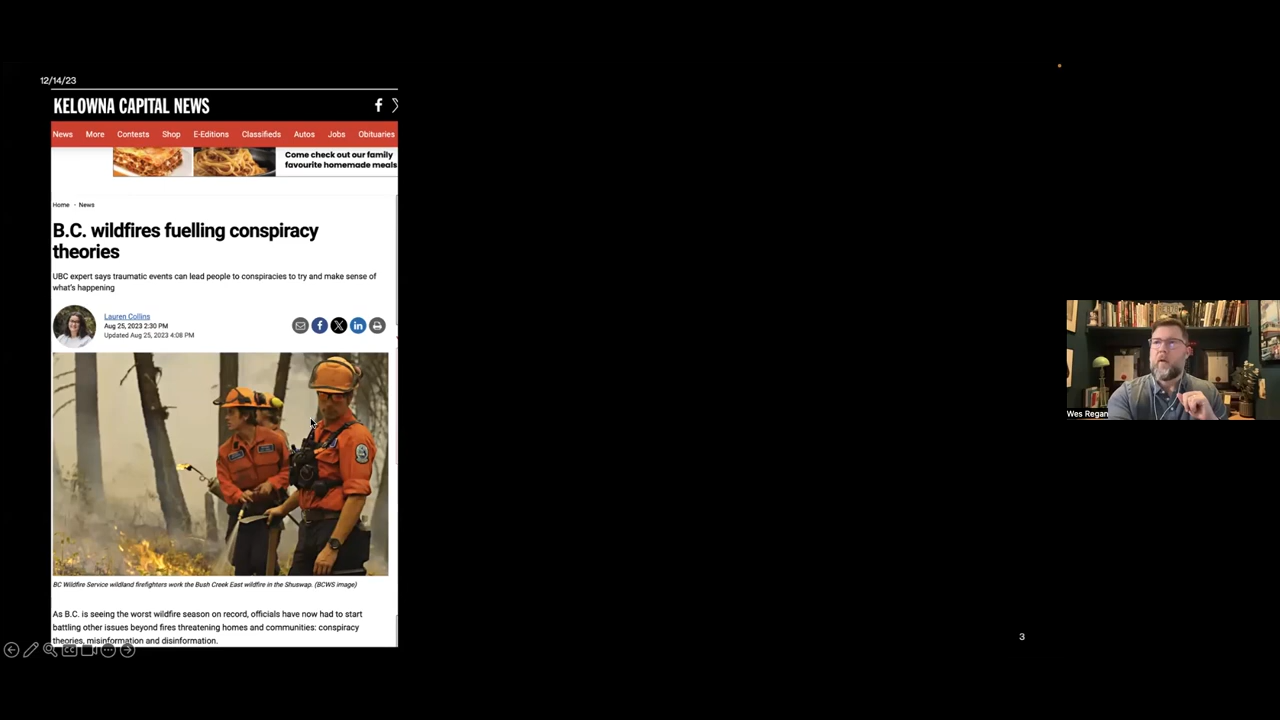 12/14/23
KELOWNA CAPITAL NEWS
News More Contests Shop E-Editions Classifieds Autos Jobs Obituaries
Come check out our family
favourite homemade meals
Home - News
B.C. wildfires fuelling conspiracy
theories
UBC expert says traumatic events can lead people to conspiracies to try and make sense of
what's happening
Lauren Collins
Aug 25, 2023 2:30 PM
Updated Aug 25, 2023 4:08 PM
BC Wildfire Service wildland firefighters work the Bush Creek East wildfire in the Shuswap. (BCWS image)
As B.C. is seeing the worst wildfire season on record, officials have now had to start
battling other issues beyond fires threatening homes and communities: conspiracy
theories, misinformation and disinformation.
CC
3
Wes Regan